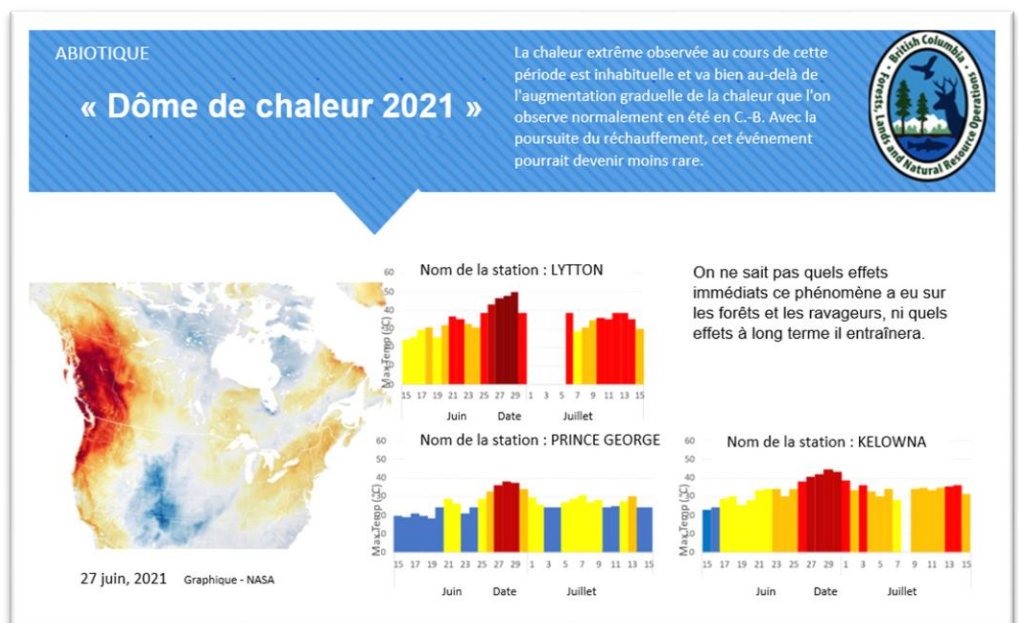 ABIOTIQUE
« Dôme de chaleur 2021 »
La chaleur extrême observée au cours de cette
période est inhabituelle et va bien au-delà de
l'augmentation graduelle de la chaleur que l'on
observe normalement en été en C.-B. Avec la
poursuite du réchauffement, cet événement
pourrait devenir moins rare.
British Columbia
Forests, Lands and Natural Resource Operations
Nom de la station : LYTTON
60
50
40
30
20
10
0
Max Temp (°C)
15 17 19 21 23 25 27 29 1 3 5 7 9 11 13 15
Juin Date Juillet
On ne sait pas quels effets
immédiats ce phénomène a eu sur
les forêts et les ravageurs, ni quels
effets à long terme il entraînera.
27 juin, 2021 Graphique - NASA
Nom de la station : PRINCE GEORGE
60
50
40
30
20
10
0
Max Temp (°C)
15 17 19 21 23 25 27 29 1 3 5 7 9 11 13 15
Juin Date Juillet
Nom de la station : KELOWNA
60
50
40
30
20
10
0
Max Temp (°C)
15 17 19 21 23 25 27 29 1 3 5 7 9 11 13 15
Juin Date Juillet